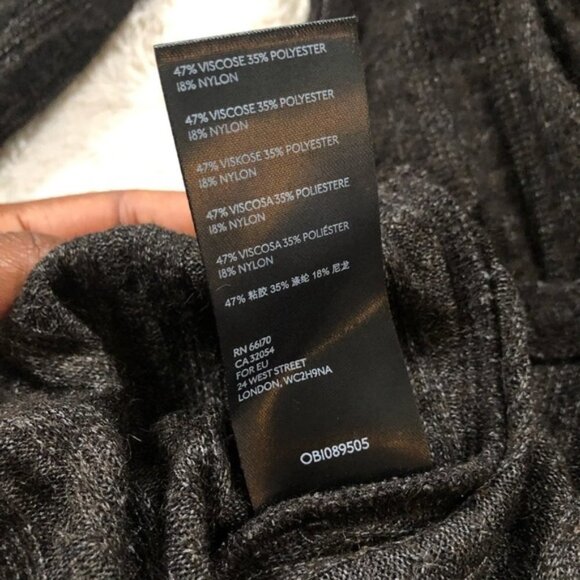 47% VISCOSE 35% POLYESTER
18% NYLON
47% VISCOSE 35% POLYESTER
18% NYLON
47% VISKOSE 35% POLYESTER
18% NYLON
47% VISCOSA 35% POLIESTERE
18% NYLON
47% VISCOSA 35% POLIÉSTER
18% NYLON
47% 粘胶 35% 涤纶 18% 尼龙
RN 66170
CA 32054
FOR EU
24 WEST STREET
LONDON, WC2H9NA
OBI089505